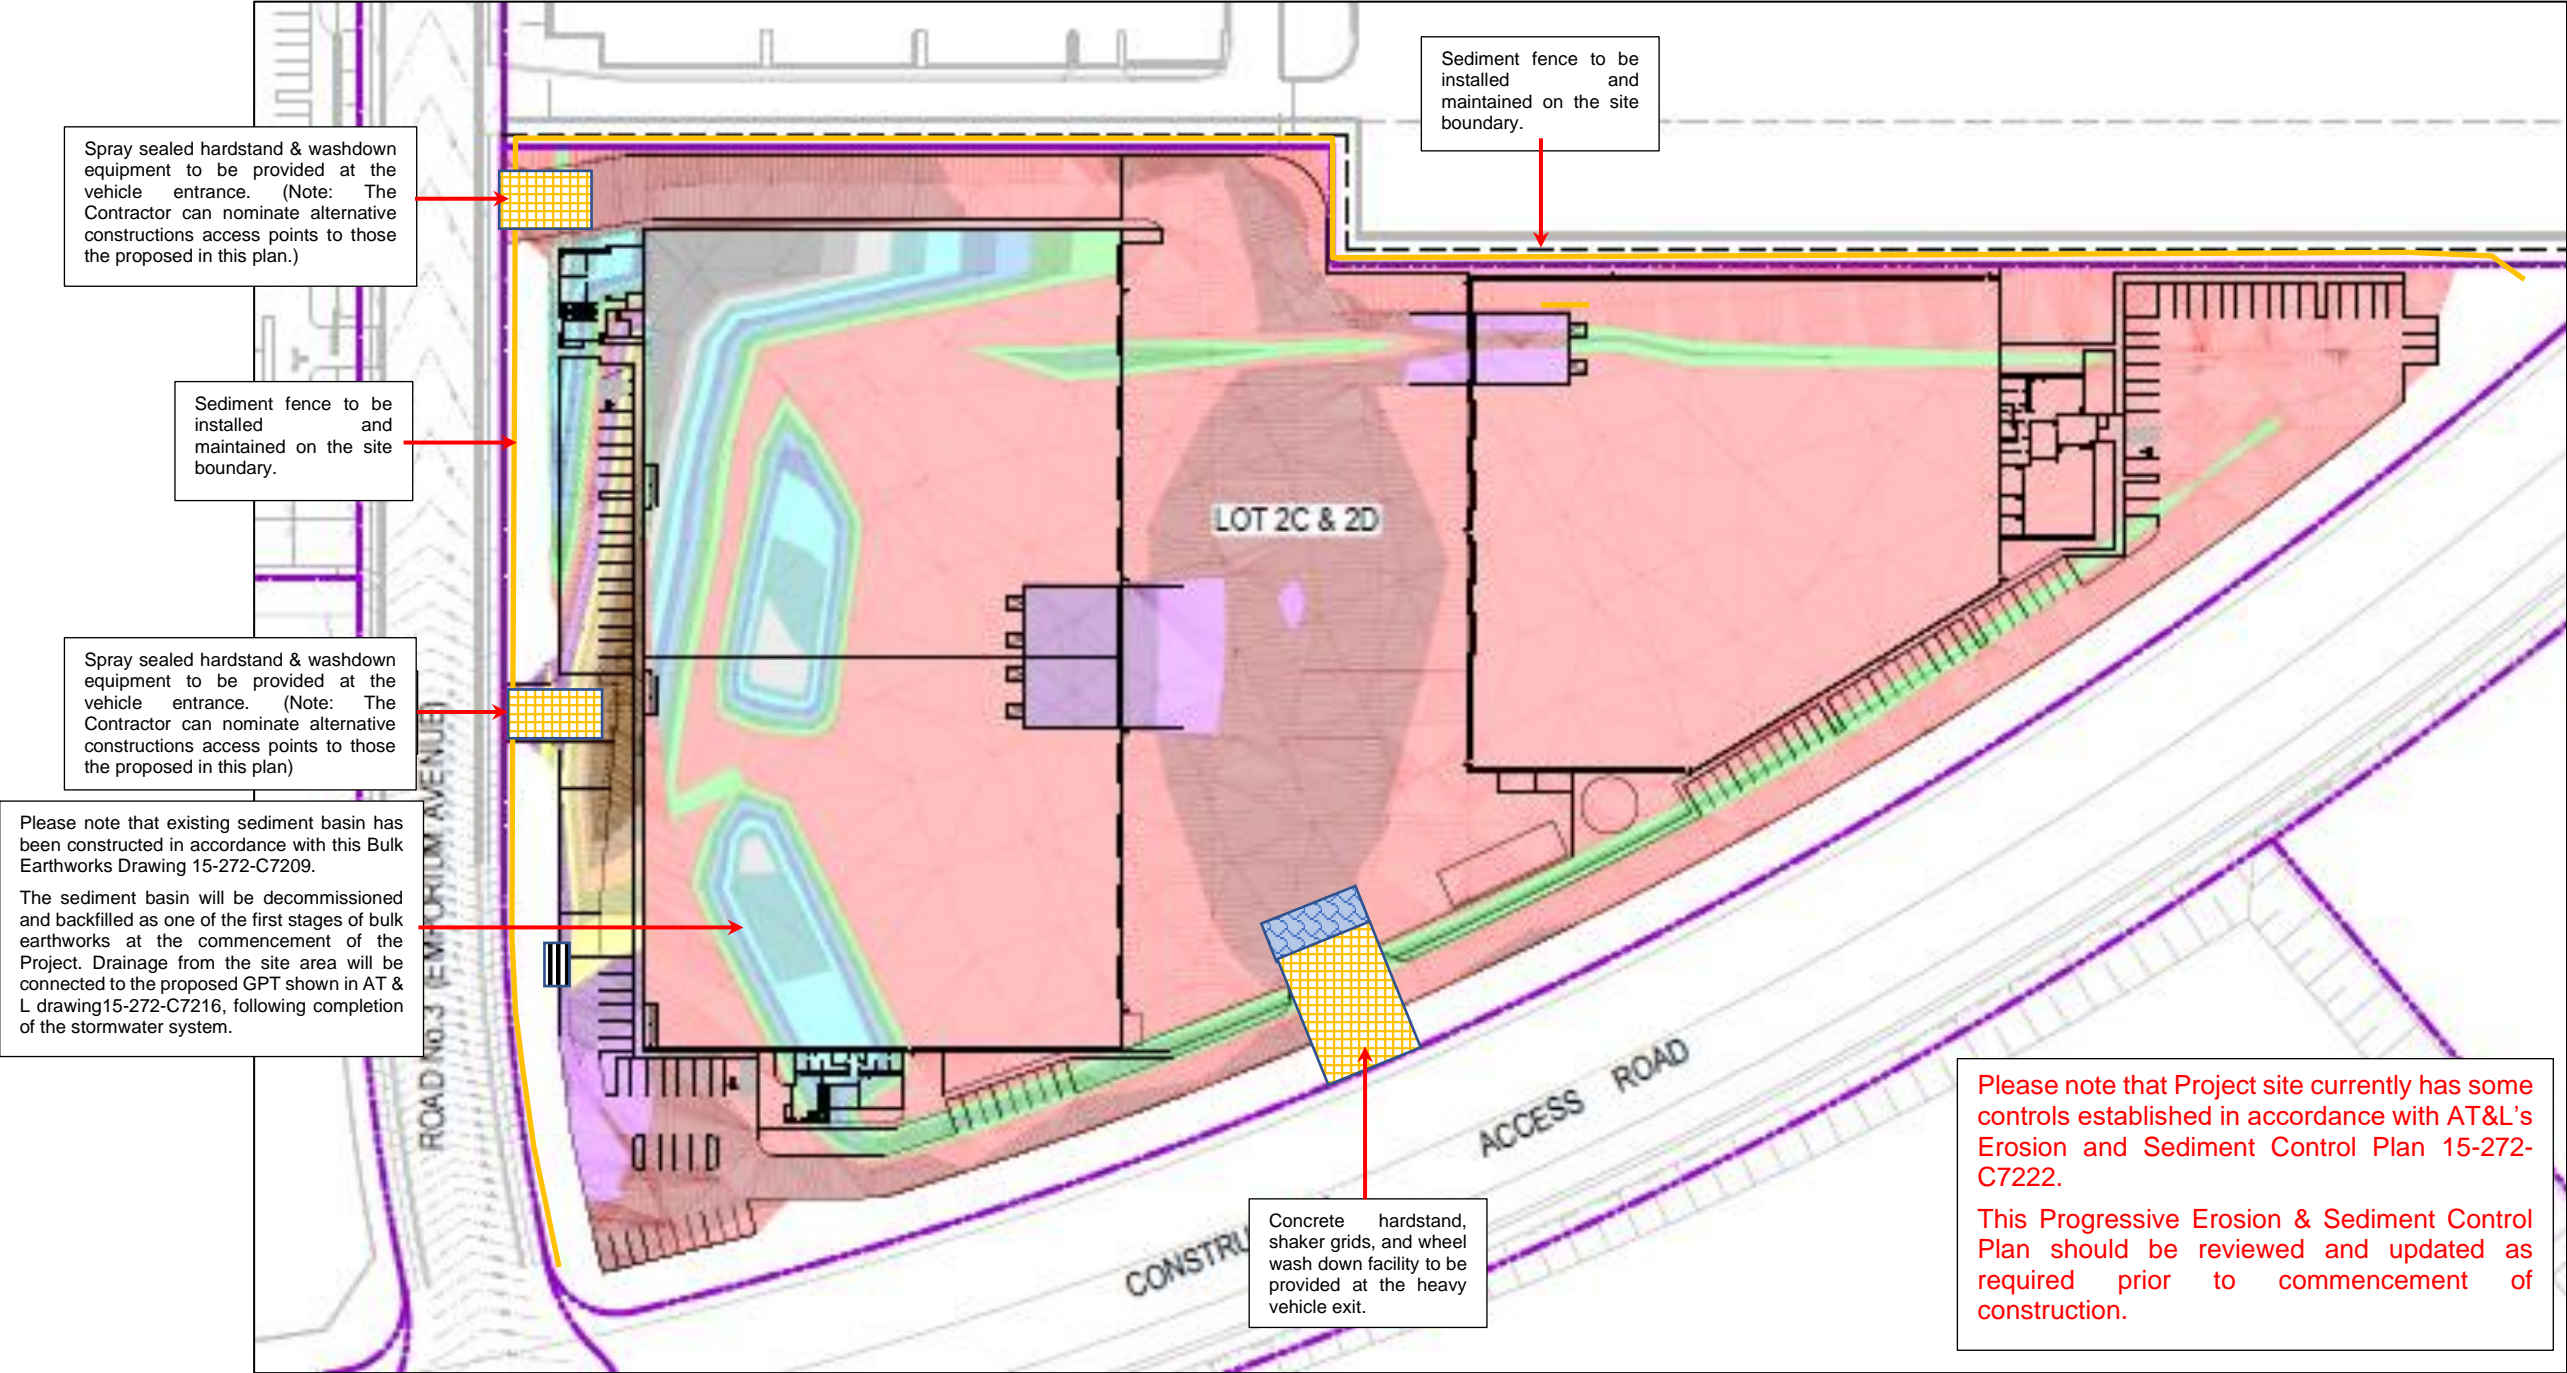 Sediment fence to be
installed and
maintained on the site
boundary.
Spray sealed hardstand & washdown
equipment to be provided at the
vehicle entrance. (Note: The
Contractor can nominate alternative
constructions access points to those
the proposed in this plan.)
Sediment fence to be
installed and
maintained on the site
boundary.
LOT 2C & 2D
Spray sealed hardstand & washdown
equipment to be provided at the
vehicle entrance. (Note: The
Contractor can nominate alternative
constructions access points to those
the proposed in this plan)
Please note that existing sediment basin has
been constructed in accordance with this Bulk
Earthworks Drawing 15-272-C7209.
The sediment basin will be decommissioned
and backfilled as one of the first stages of bulk
earthworks at the commencement of the
Project. Drainage from the site area will be
connected to the proposed GPT shown in AT &
L drawing15-272-C7216, following completion
of the stormwater system.
ROAD No.3 (EMPORIUM AVENUE)
CONSTRU
ACCESS ROAD
Concrete hardstand,
shaker grids, and wheel
wash down facility to be
provided at the heavy
vehicle exit.
Please note that Project site currently has some
controls established in accordance with AT&L's
Erosion and Sediment Control Plan 15-272-
C7222.
This Progressive Erosion & Sediment Control
Plan should be reviewed and updated as
required prior to commencement of
construction.